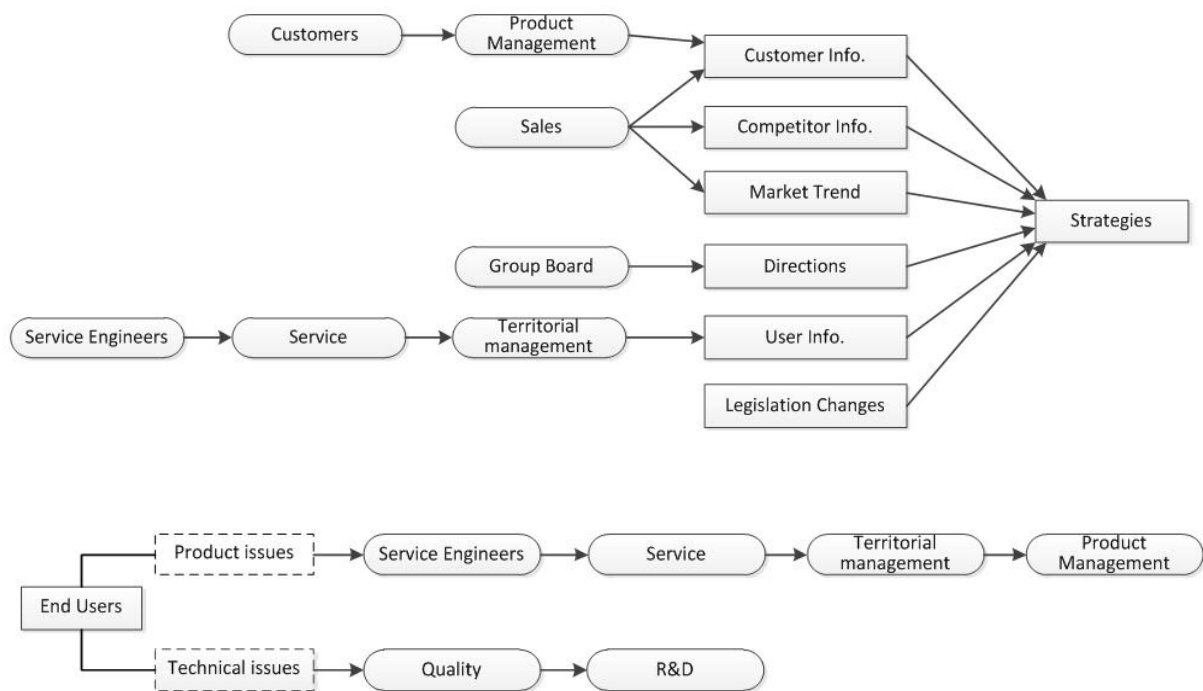 Customers
Product
Management
Customer Info.
Sales
Competitor Info.
Market Trend
Strategies
Group Board
Directions
Service Engineers
Service
Territorial
management
User Info.
Legislation Changes
Product issues
Service Engineers
Service
Territorial
management
Product
Management
End Users
Technical issues
Quality
R&D